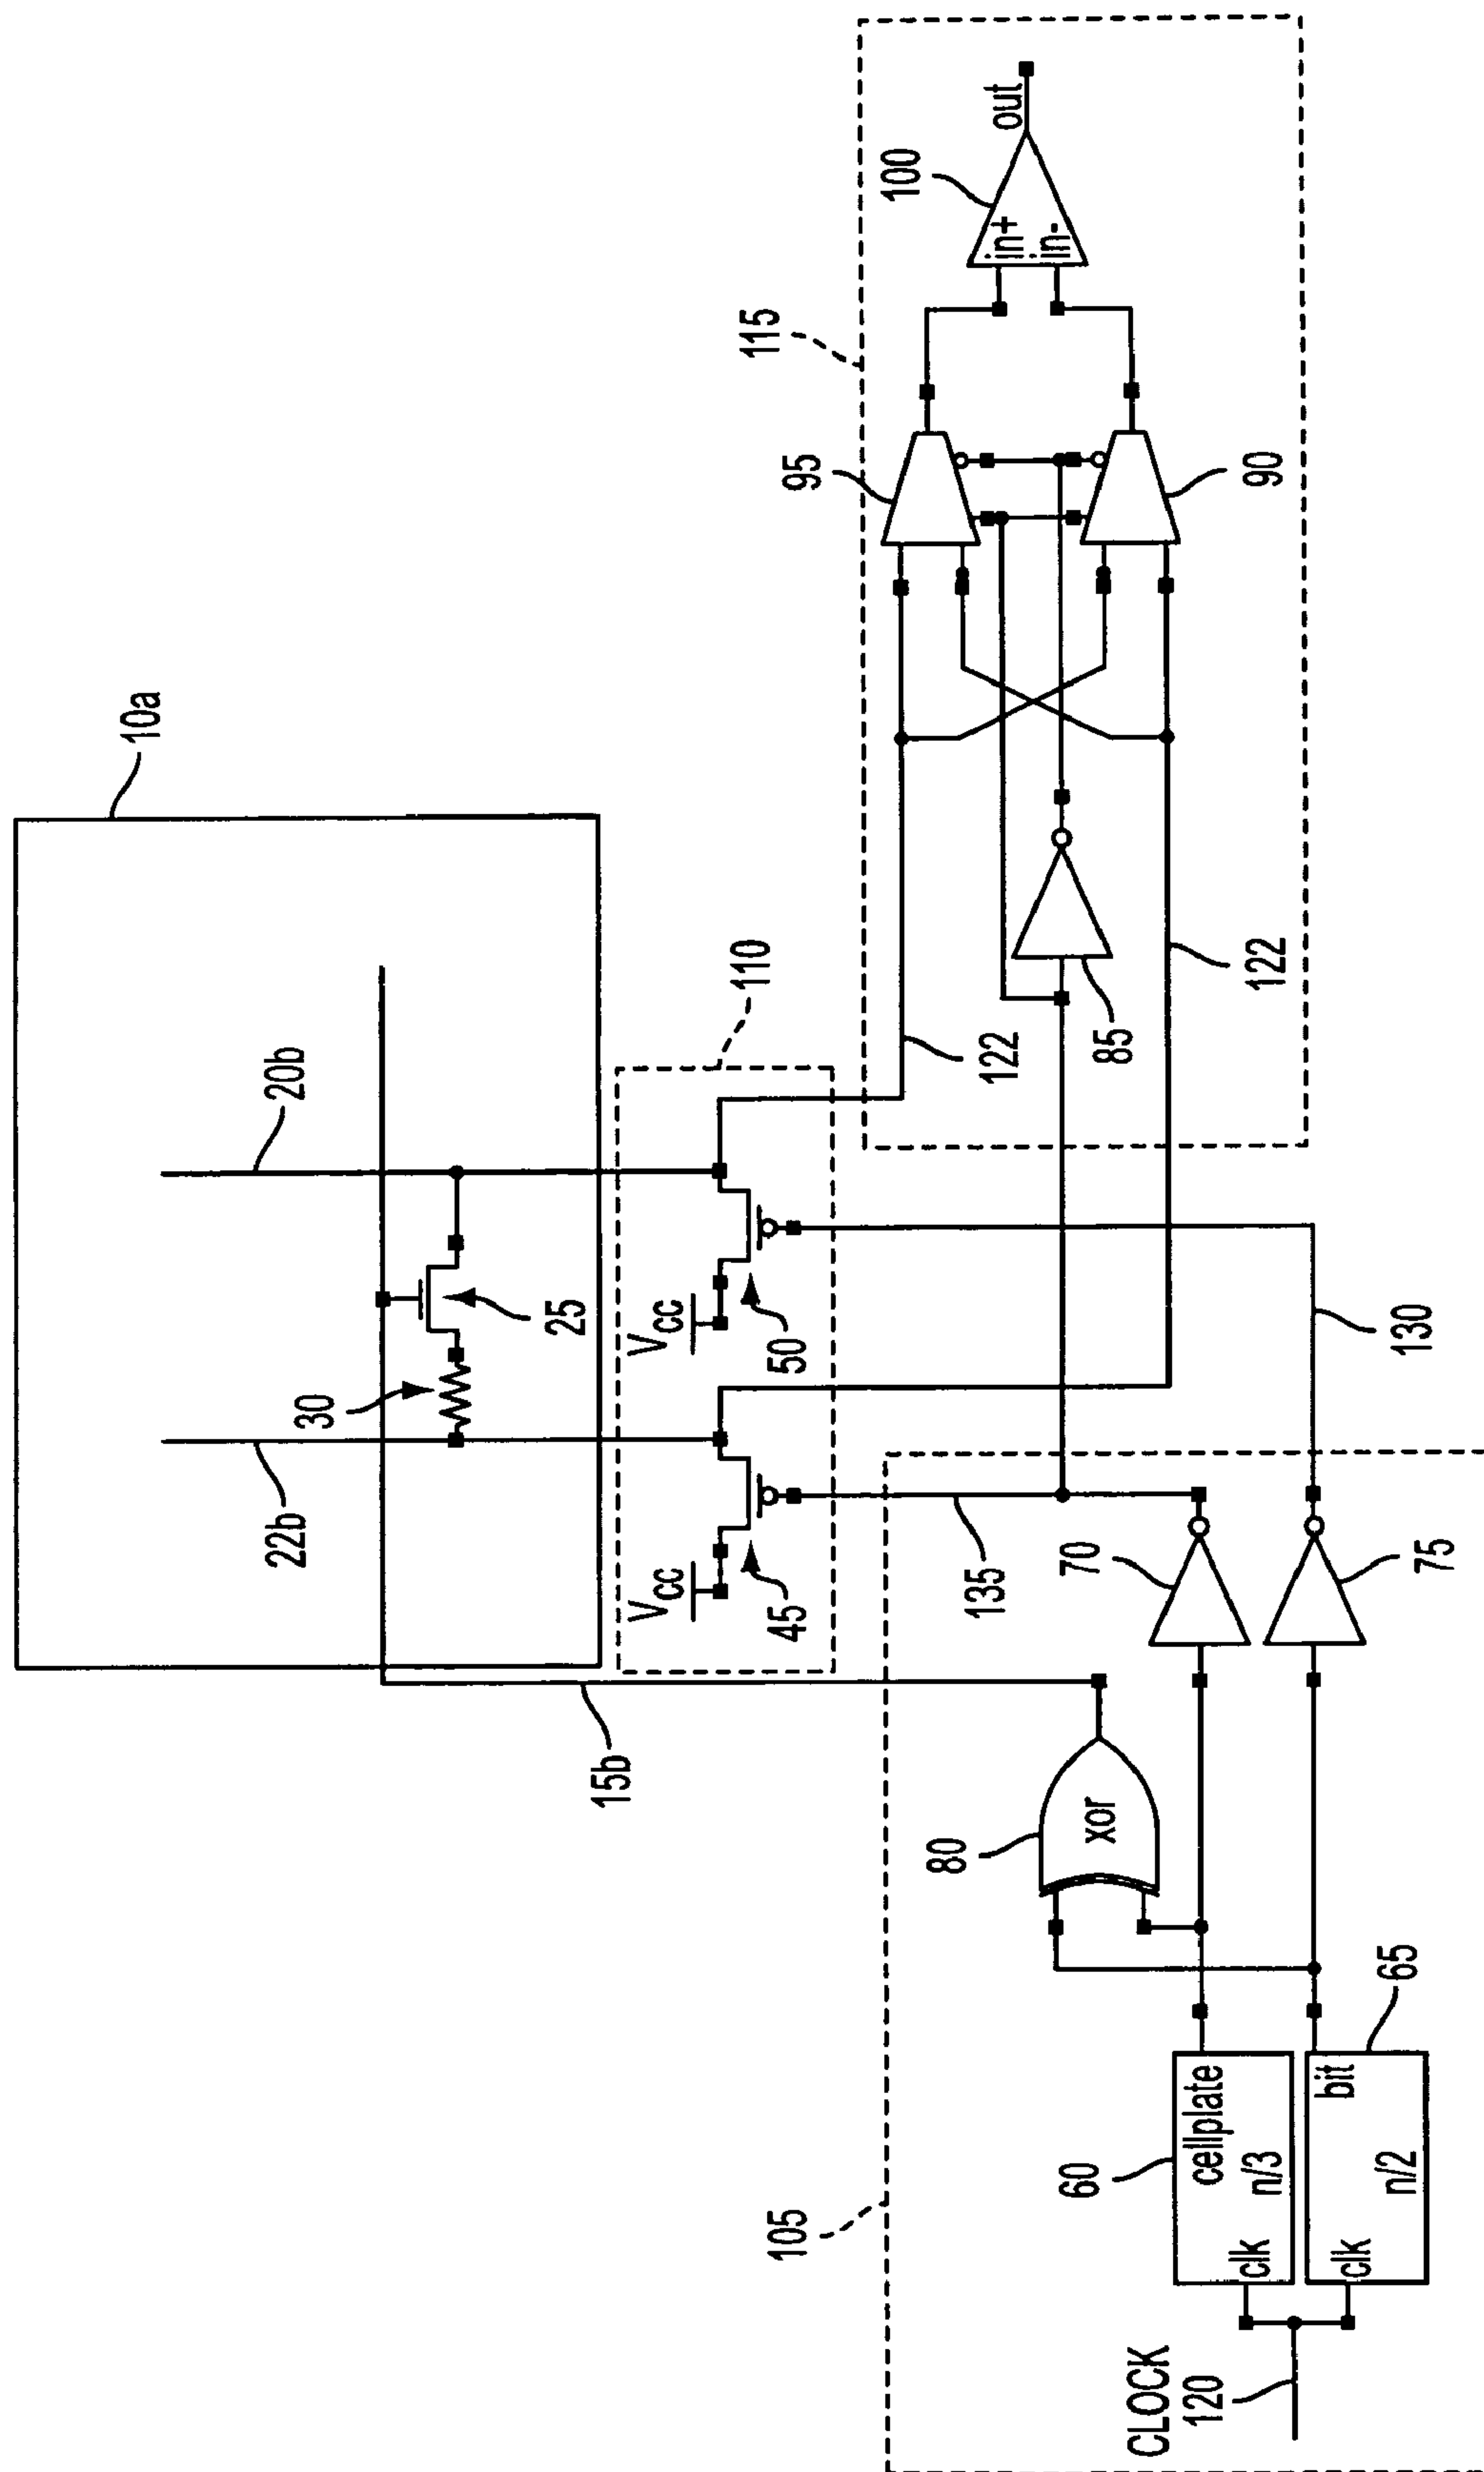 10a
20b
22b
30
25
110
VCC
50
VCC
45
15b
115
95
90
100
in+
in-
out
122
85
122
130
135
70
75
80
xor
105
60
cellplate
n/3
clk
65
bit
n/2
clk
CLOCK
120